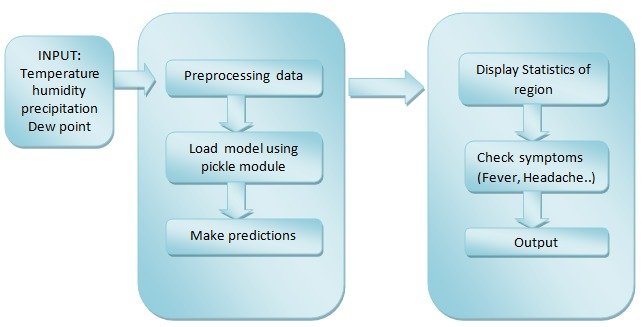 INPUT:
Temperature
humidity
precipitation
Dew point
Preprocessing data
Load model using
pickle module
Make predictions
Display Statistics of
region
Check symptoms
(Fever, Headache..)
Output